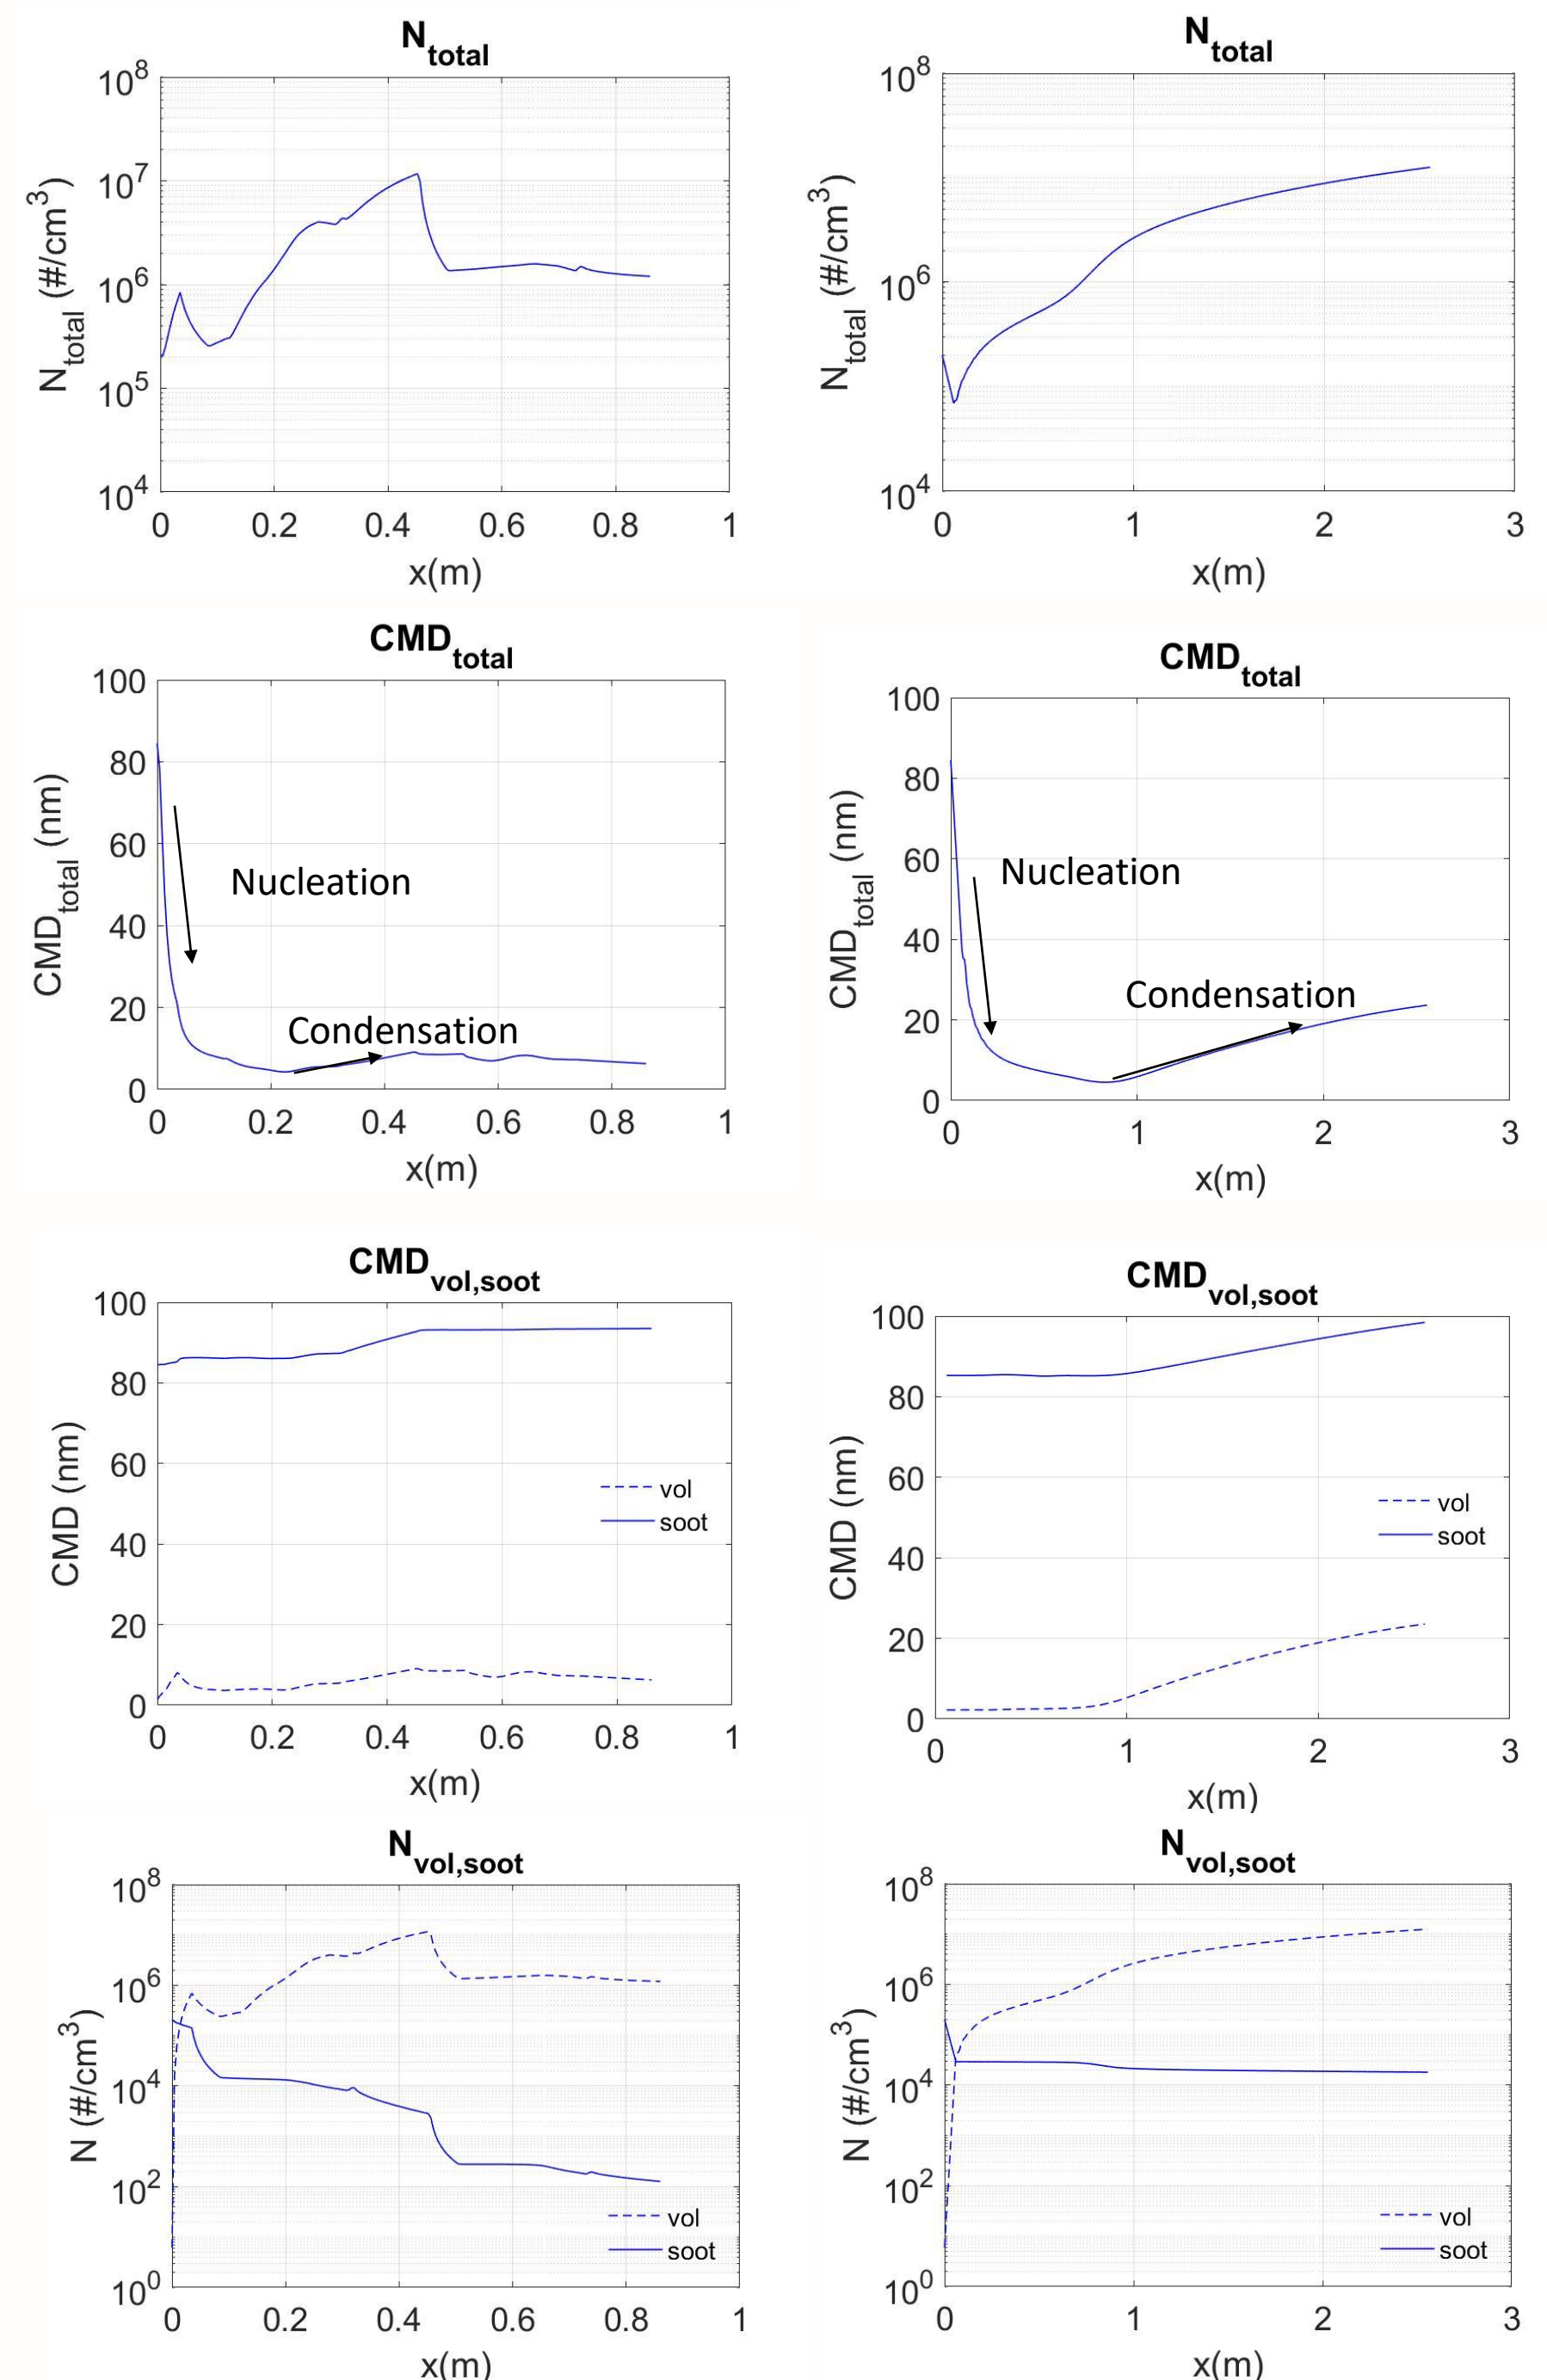 N_total
N_total
10^8
10^7
10^6
10^5
10^4
N_total (#/cm^3)
0 0.2 0.4 0.6 0.8 1
x(m)
10^8
10^6
10^4
N_total (#/cm^3)
0 1 2 3
x(m)
CMD_total
100
80
60
40
20
0
CMD_total (nm)
Nucleation
Condensation
0 0.2 0.4 0.6 0.8 1
x(m)
CMD_total
100
80
60
40
20
0
CMD_total (nm)
Nucleation
Condensation
0 1 2 3
x(m)
CMD_vol,soot
100
80
60
40
20
0
CMD (nm)
vol
soot
0 0.2 0.4 0.6 0.8 1
x(m)
CMD_vol,soot
100
80
60
40
20
0
CMD (nm)
vol
soot
0 1 2 3
x(m)
N_vol,soot
10^8
10^6
10^4
10^2
10^0
N (#/cm^3)
vol
soot
0 0.2 0.4 0.6 0.8 1
x(m)
N_vol,soot
10^8
10^6
10^4
10^2
10^0
N (#/cm^3)
vol
soot
0 1 2 3
x(m)